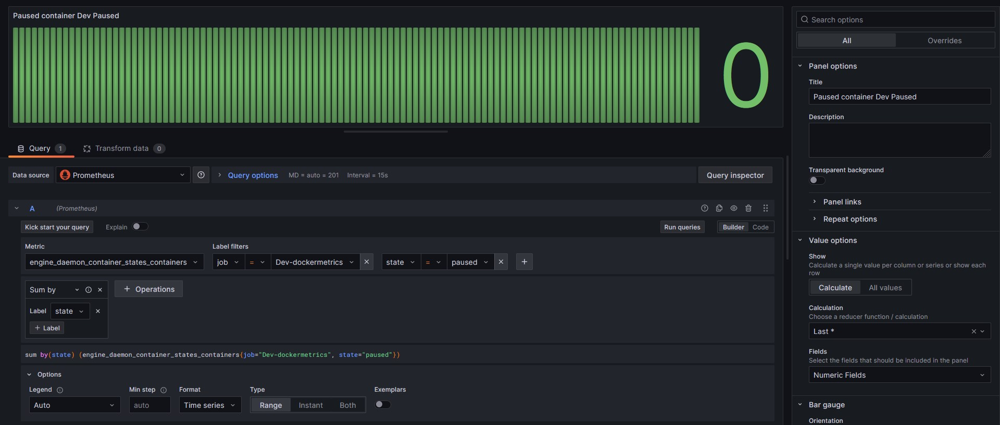 Paused container Dev Paused
0
Query 1
Transform data 0
Data source
Prometheus
Query options MD = auto = 201 Interval = 15s
Query inspector
A (Prometheus)
Kick start your query
Explain
Run queries
Builder Code
Metric
engine_daemon_container_states_containers
Label filters
job = Dev-dockermetrics
state = paused
Sum by
Label state
+ Label
+ Operations
sum by(state) (engine_daemon_container_states_containers{job="Dev-dockermetrics", state="paused"})
Options
Legend
Auto
Min step
auto
Format
Time series
Type
Range Instant Both
Exemplars
Search options
All Overrides
Panel options
Title
Paused container Dev Paused
Description
Transparent background
Panel links
Repeat options
Value options
Show
Calculate a single value per column or series or show each
row
Calculate All values
Calculation
Choose a reducer function / calculation
Last *
Fields
Select the fields that should be included in the panel
Numeric Fields
Bar gauge
Orientation